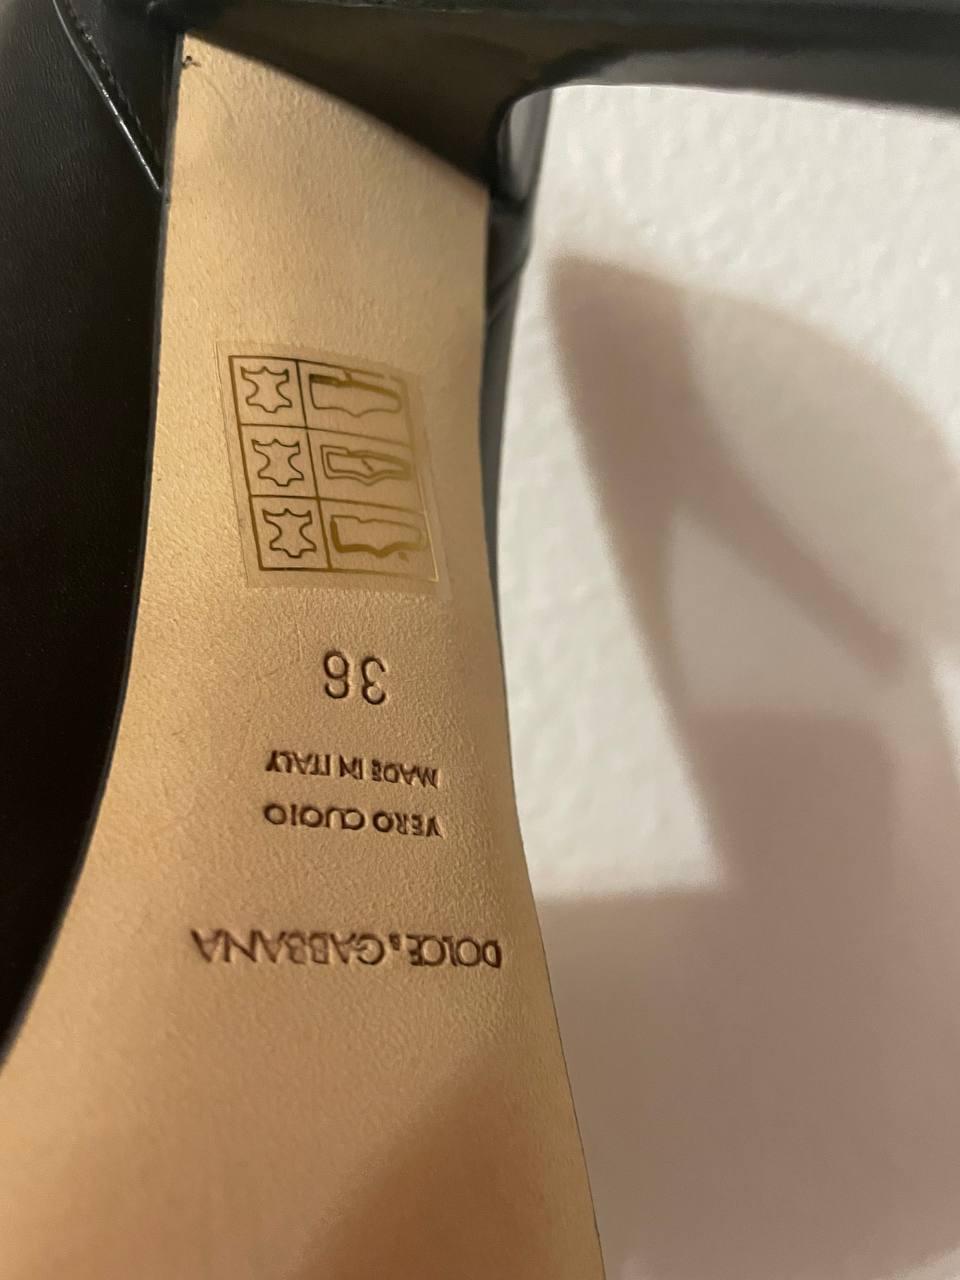 DOLCE & GABBANA
VERO CUOIO
MADE IN ITALY
36